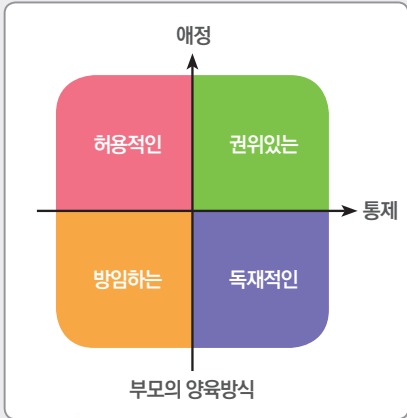 애정
허용적인
권위있는
통제
방임하는
독재적인
부모의 양육방식